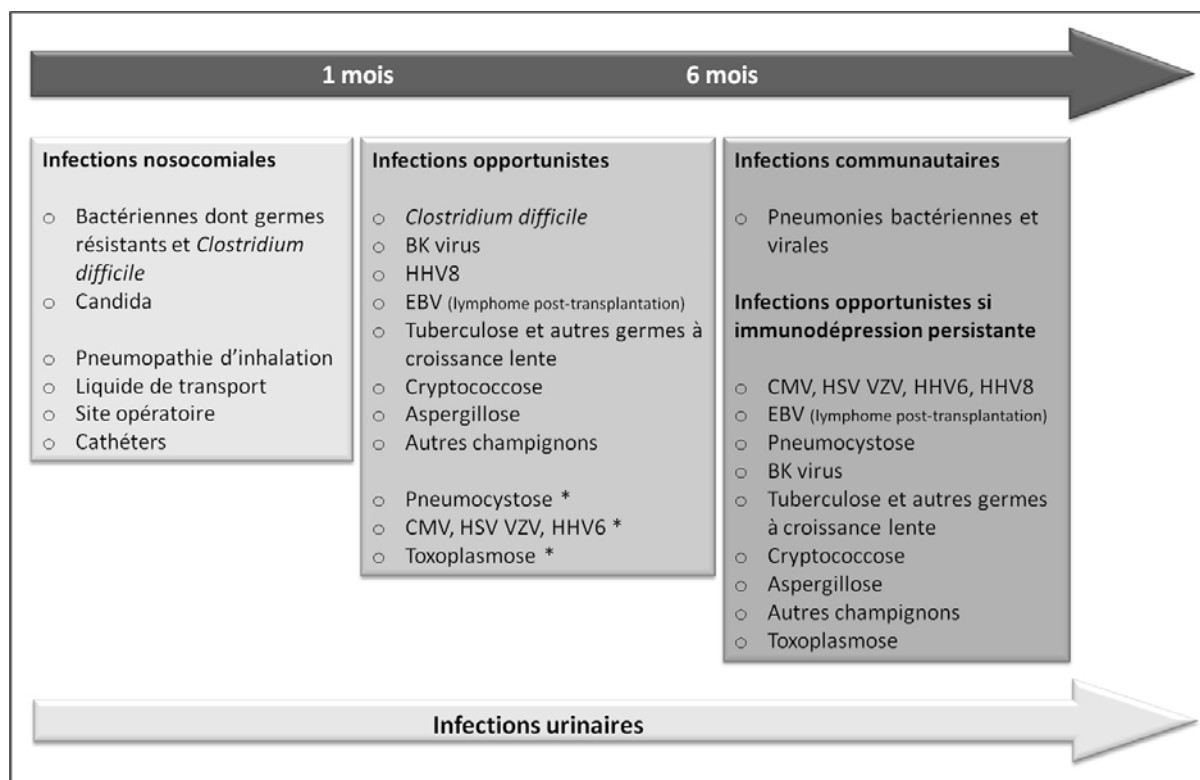 1 mois
6 mois
Infections nosocomiales
o Bactériennes dont germes
résistants et Clostridium
difficile
o Candida
o Pneumopathie d'inhalation
o Liquide de transport
o Site opératoire
o Cathéters
Infections opportunistes
o Clostridium difficile
o BK virus
o HHV8
o EBV (lymphome post-transplantation)
o Tuberculose et autres germes à
croissance lente
o Cryptococcose
o Aspergillose
o Autres champignons
o Pneumocystose *
o CMV, HSV VZV, HHV6 *
o Toxoplasmose *
Infections communautaires
o Pneumonies bactériennes et
virales
Infections opportunistes si
immunodépression persistante
o CMV, HSV VZV, HHV6, HHV8
o EBV (lymphome post-transplantation)
o Pneumocystose
o BK virus
o Tuberculose et autres germes
à croissance lente
o Cryptococcose
o Aspergillose
o Autres champignons
o Toxoplasmose
Infections urinaires